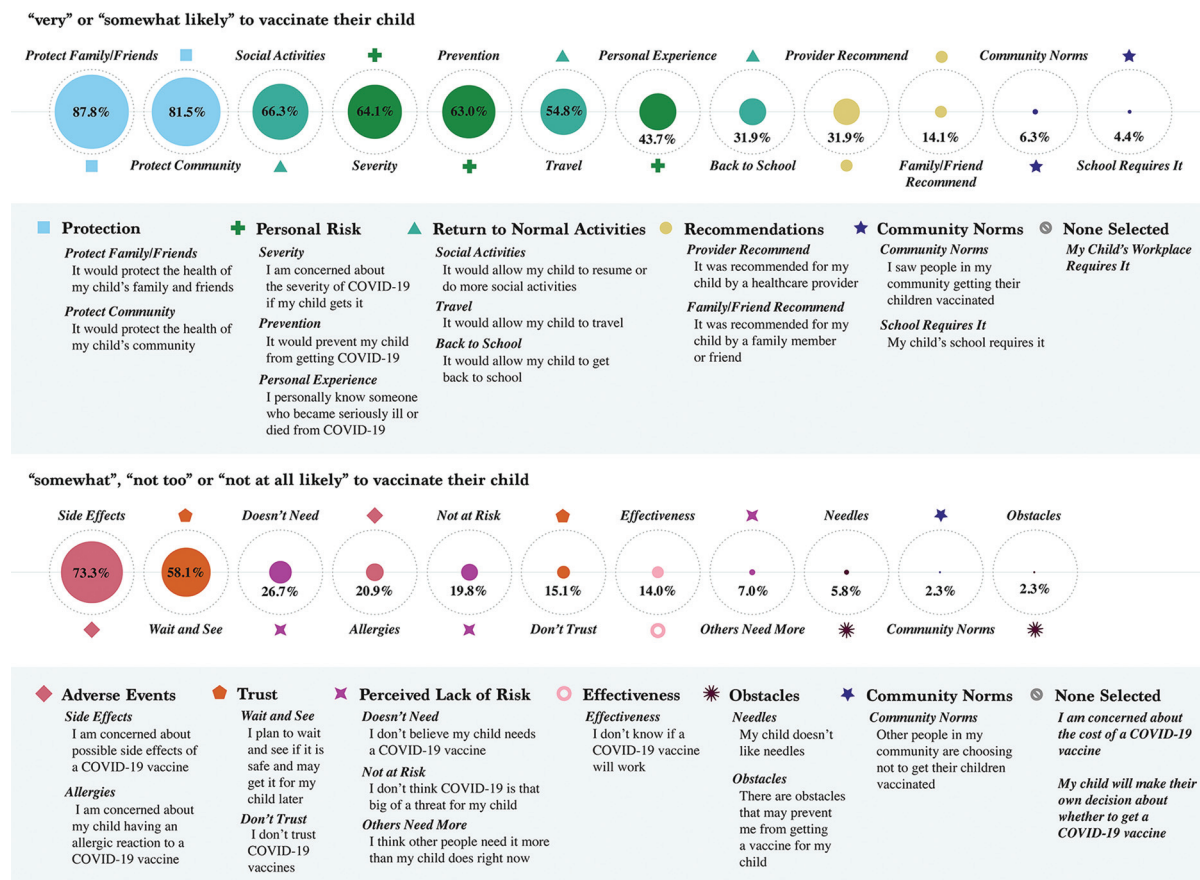 “very” or “somewhat likely” to vaccinate their child
Protect Family/Friends
Social Activities
Prevention
Personal Experience
Provider Recommend
Community Norms
87.8%
81.5%
66.3%
64.1%
63.0%
54.8%
43.7%
31.9%
31.9%
14.1%
6.3%
4.4%
Protect Community
Severity
Travel
Back to School
Family/Friend
Recommend
School Requires It
Protection
Protect Family/Friends
It would protect the health of
my child’s family and friends
Protect Community
It would protect the health of
my child’s community
Personal Risk
Severity
I am concerned about
the severity of COVID-19
if my child gets it
Prevention
It would prevent my child
from getting COVID-19
Personal Experience
I personally know someone
who became seriously ill or
died from COVID-19
Return to Normal Activities
Social Activities
It would allow my child to resume or
do more social activities
Travel
It would allow my child to travel
Back to School
It would allow my child to get
back to school
Recommendations
Provider Recommend
It was recommended for my
child by a healthcare provider
Family/Friend Recommend
It was recommended for my
child by a family member
or friend
Community Norms
Community Norms
I saw people in my
community getting their
children vaccinated
School Requires It
My child’s school requires it
None Selected
My Child’s Workplace
Requires It
“somewhat”, “not too” or “not at all likely” to vaccinate their child
Side Effects
Doesn’t Need
Not at Risk
Effectiveness
Needles
Obstacles
73.3%
58.1%
26.7%
20.9%
19.8%
15.1%
14.0%
7.0%
5.8%
2.3%
2.3%
Wait and See
Allergies
Don’t Trust
Others Need More
Community Norms
Adverse Events
Side Effects
I am concerned about
possible side effects of
a COVID-19 vaccine
Allergies
I am concerned about
my child having an
allergic reaction to a
COVID-19 vaccine
Trust
Wait and See
I plan to wait
and see if it is
safe and may
get it for my
child later
Don’t Trust
I don’t trust
COVID-19
vaccines
Perceived Lack of Risk
Doesn’t Need
I don’t believe my child needs
a COVID-19 vaccine
Not at Risk
I don’t think COVID-19 is that
big of a threat for my child
Others Need More
I think other people need it more
than my child does right now
Effectiveness
Effectiveness
I don’t know if a
COVID-19 vaccine
will work
Obstacles
Needles
My child doesn’t
like needles
Obstacles
There are obstacles
that may prevent
me from getting
a vaccine for my
child
Community Norms
Community Norms
Other people in my
community are choosing
not to get their children
vaccinated
None Selected
I am concerned about
the cost of a COVID-19
vaccine
My child will make their
own decision about
whether to get a
COVID-19 vaccine